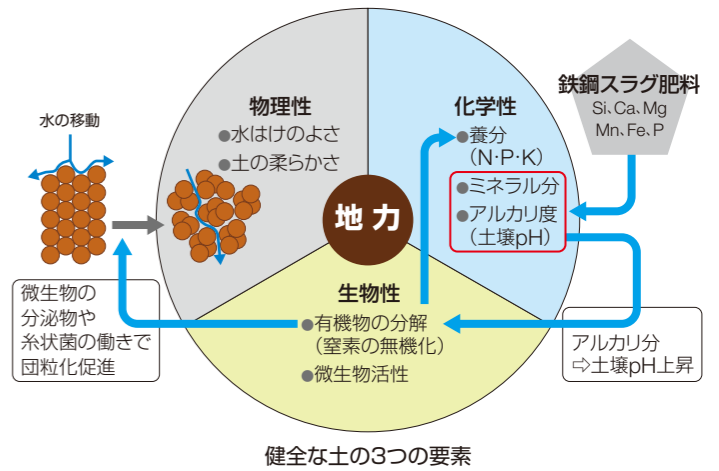 鉄鋼スラグ肥料
Si、Ca、Mg
Mn、Fe、P
物理性
●水はけのよさ
●土の柔らかさ
化学性
●養分
（N・P・K）
●ミネラル分
●アルカリ度
（土壌pH）
水の移動
地力
生物性
●有機物の分解
（窒素の無機化）
●微生物活性
微生物の
分泌物や
糸状菌の働きで
団粒化促進
アルカリ分
⇨土壌pH上昇
健全な土の3つの要素